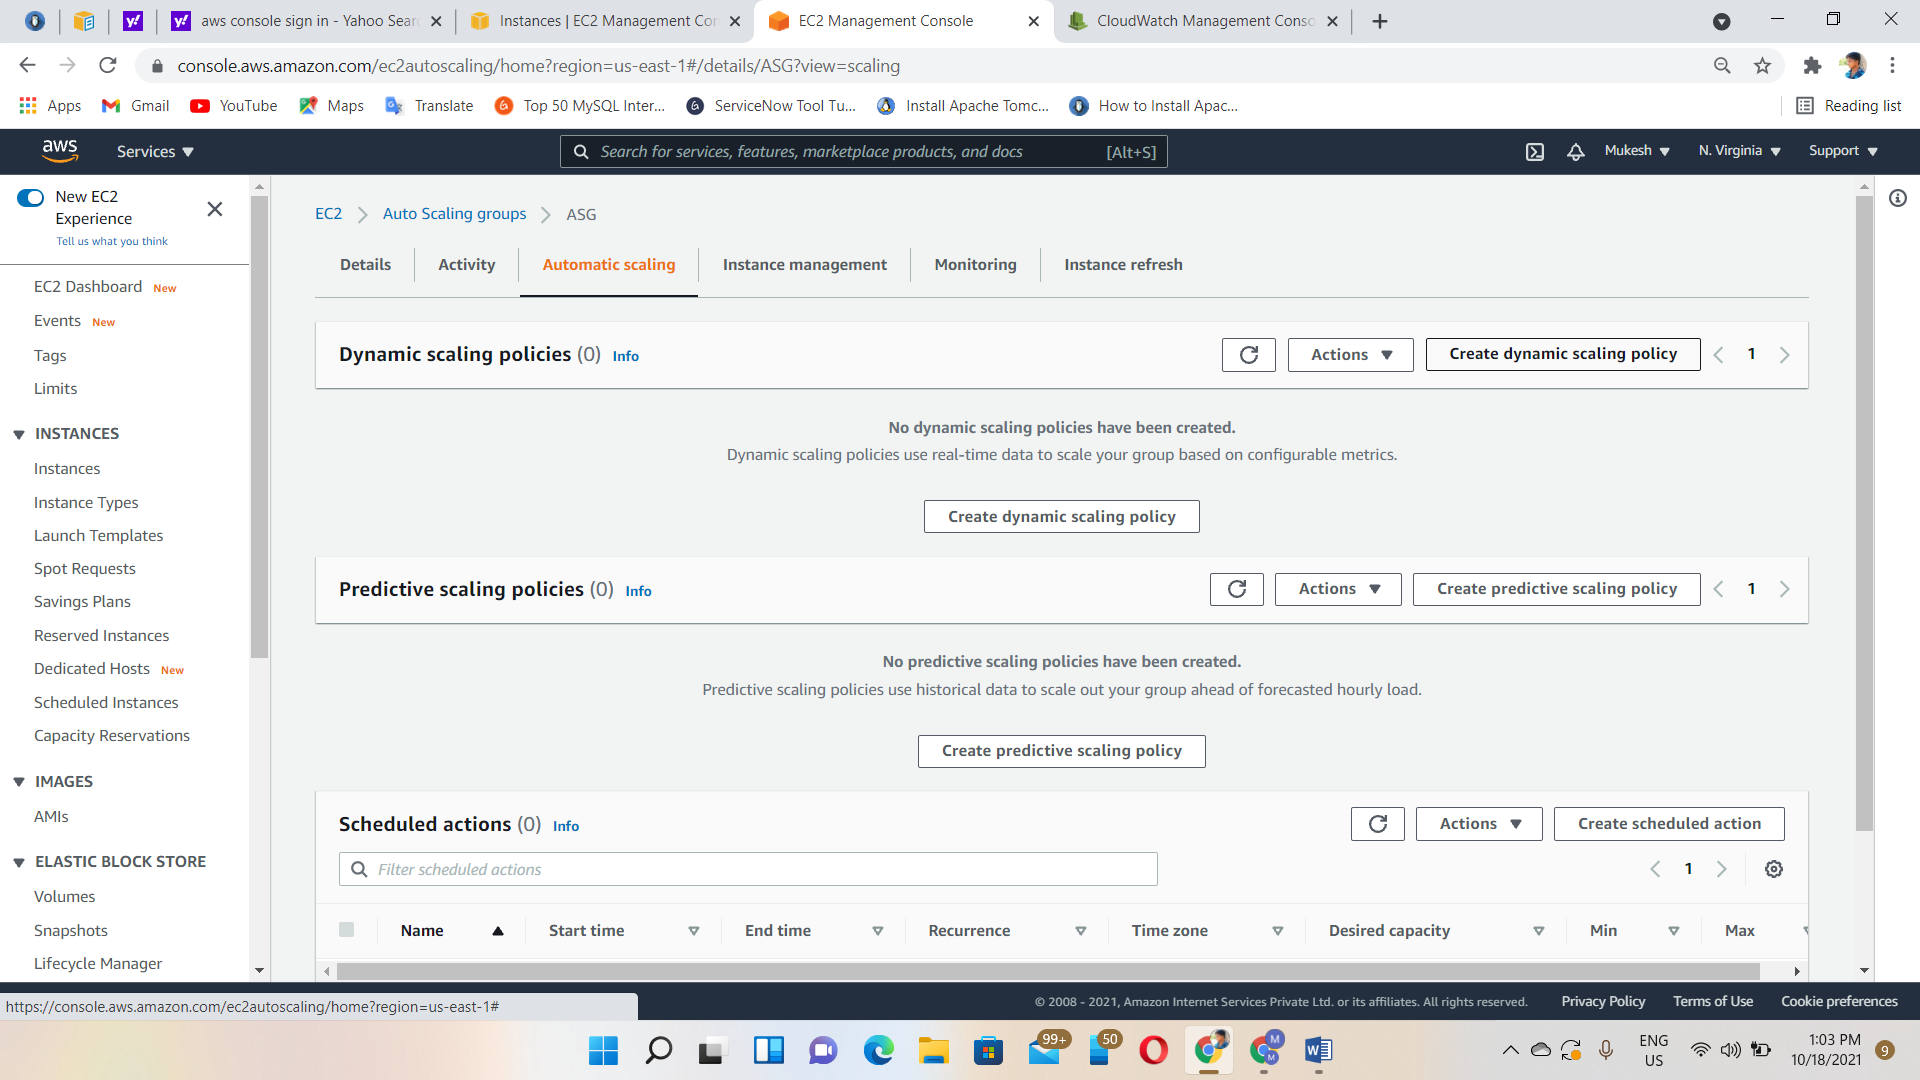 aws console sign in - Yahoo Sear
Instances | EC2 Management Con
EC2 Management Console
CloudWatch Management Conso
console.aws.amazon.com/ec2autoscaling/home?region=us-east-1#/details/ASG?view=scaling
Apps
Gmail
YouTube
Maps
Translate
Top 50 MySQL Inter...
ServiceNow Tool Tu...
Install Apache Tomc...
How to Install Apac...
Reading list
aws
Services
Search for services, features, marketplace products, and docs
[Alt+S]
Mukesh
N. Virginia
Support
New EC2
Experience
Tell us what you think
EC2 Dashboard New
Events New
Tags
Limits
INSTANCES
Instances
Instance Types
Launch Templates
Spot Requests
Savings Plans
Reserved Instances
Dedicated Hosts New
Scheduled Instances
Capacity Reservations
IMAGES
AMIs
ELASTIC BLOCK STORE
Volumes
Snapshots
Lifecycle Manager
EC2
Auto Scaling groups
ASG
Details
Activity
Automatic scaling
Instance management
Monitoring
Instance refresh
Dynamic scaling policies (0) Info
Actions
Create dynamic scaling policy
1
No dynamic scaling policies have been created.
Dynamic scaling policies use real-time data to scale your group based on configurable metrics.
Create dynamic scaling policy
Predictive scaling policies (0) Info
Actions
Create predictive scaling policy
1
No predictive scaling policies have been created.
Predictive scaling policies use historical data to scale out your group ahead of forecasted hourly load.
Create predictive scaling policy
Scheduled actions (0) Info
Actions
Create scheduled action
Filter scheduled actions
1
Name
Start time
End time
Recurrence
Time zone
Desired capacity
Min
Max
https://console.aws.amazon.com/ec2autoscaling/home?region=us-east-1#
© 2008 - 2021, Amazon Internet Services Private Ltd. or its affiliates. All rights reserved.
Privacy Policy
Terms of Use
Cookie preferences
99+
50
M
M
ENG
US
1:03 PM
10/18/2021
9